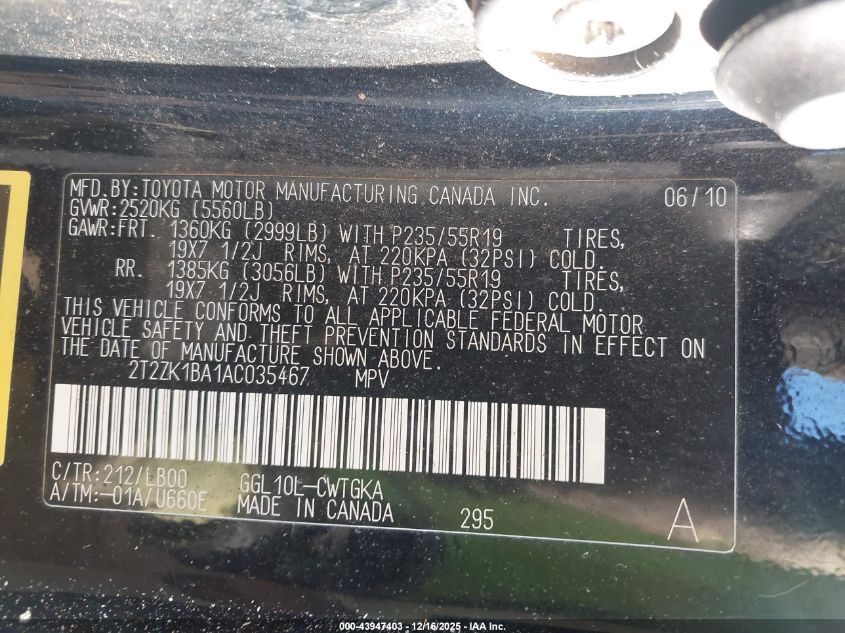 MFD.BY:TOYOTA MOTOR MANUFACTURING CANADA INC. 06/10
GVWR:2520KG (5560LB)
GAWR:FRT. 1360KG (2999LB) WITH P235/55R19 TIRES,
19X7 1/2J RIMS, AT 220KPA (32PSI) COLD.
RR. 1385KG (3056LB) WITH P235/55R19 TIRES,
19X7 1/2J RIMS, AT 220KPA (32PSI) COLD.
THIS VEHICLE CONFORMS TO ALL APPLICABLE FEDERAL MOTOR
VEHICLE SAFETY AND THEFT PREVENTION STANDARDS IN EFFECT ON
THE DATE OF MANUFACTURE SHOWN ABOVE.
2T2ZK1BA1AC035467 MPV
C/TR:212/LB00 GGL10L-CWTGKA
A/TM:-01A/U660E MADE IN CANADA 295 A
000-43947403 - 12/16/2025 - IAA Inc.